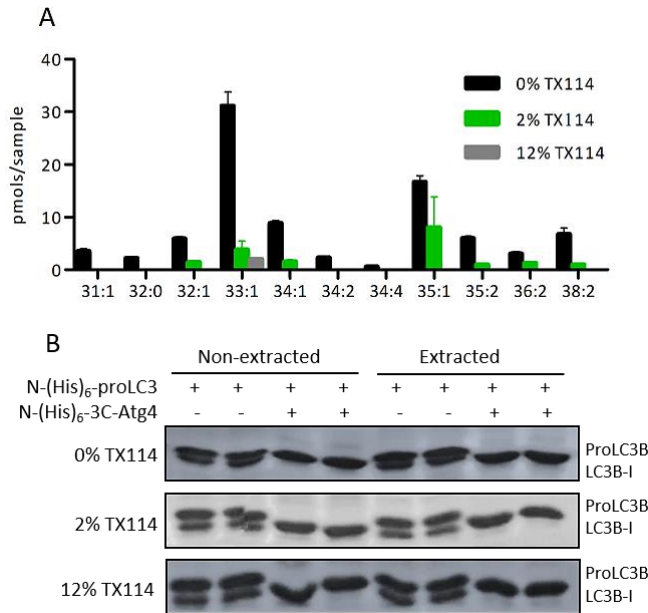 A
40
30
20
10
0
pmols/sample
0% TX114
2% TX114
12% TX114
31:1 32:0 32:1 33:1 34:1 34:2 34:4 35:1 35:2 36:2 38:2
B
Non-extracted Extracted
N-(His)6-proLC3 + + + + + + + +
N-(His)6-3C-Atg4 - - + + - - + +
0% TX114 ProLC3B
LC3B-I
2% TX114 ProLC3B
LC3B-I
12% TX114 ProLC3B
LC3B-I